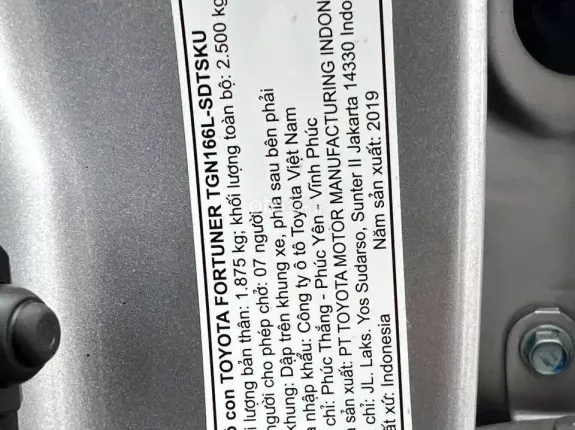 ô con TOYOTA FORTUNER TGN166L-SDTSKU
i lượng bản thân: 1.875 kg; khối lượng toàn bộ: 2.500 kg
người cho phép chở: 07 người
khung: Dập trên khung xe, phía sau bên phải
nhập khẩu: Công ty ô tô Toyota Việt Nam
chỉ: Phúc Thắng - Phúc Yên - Vĩnh Phúc
sản xuất: PT TOYOTA MOTOR MANUFACTURING INDON
chỉ: JL. Laks. Yos Sudarso, Sunter II Jakarta 14330 Indo
ất xứ: Indonesia Năm sản xuất: 2019